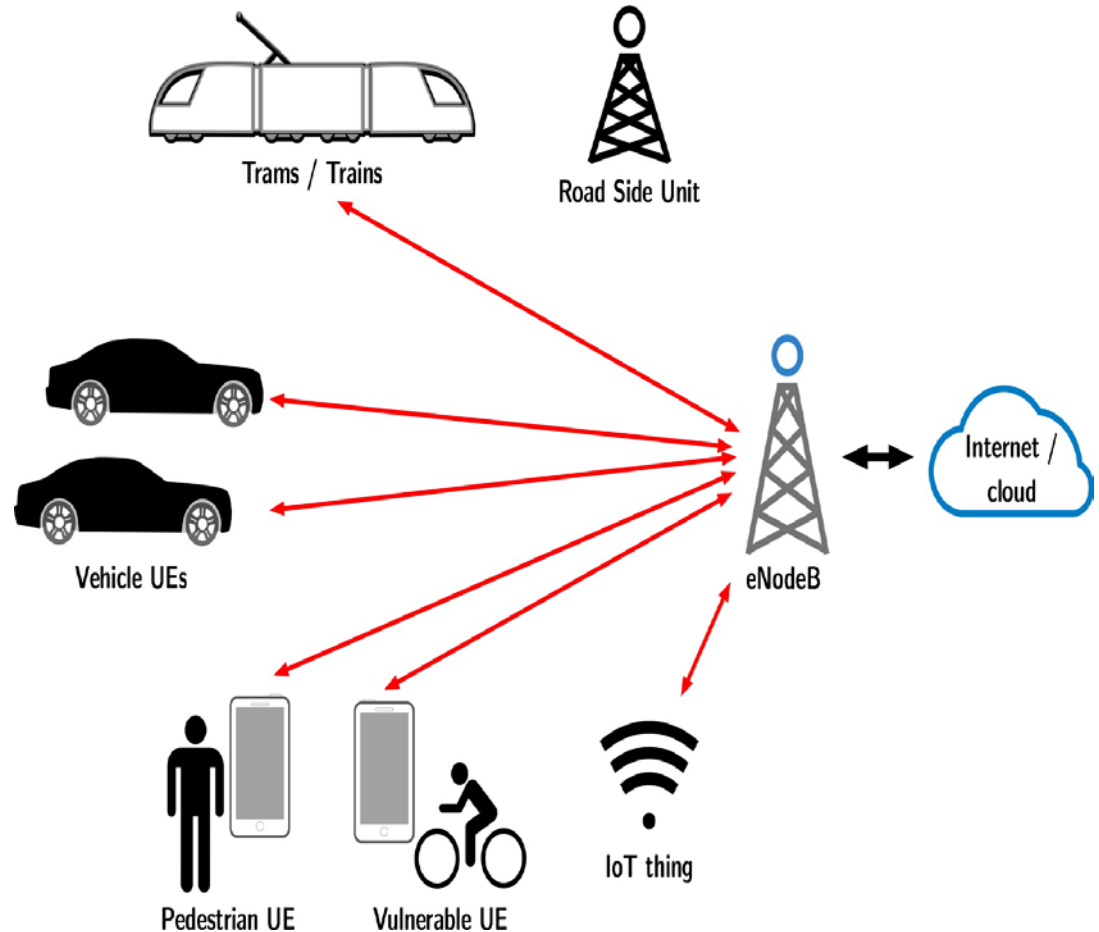 Trams / Trains
Road Side Unit
Internet /
cloud
Vehicle UEs
eNodeB
IoT thing
Pedestrian UE
Vulnerable UE